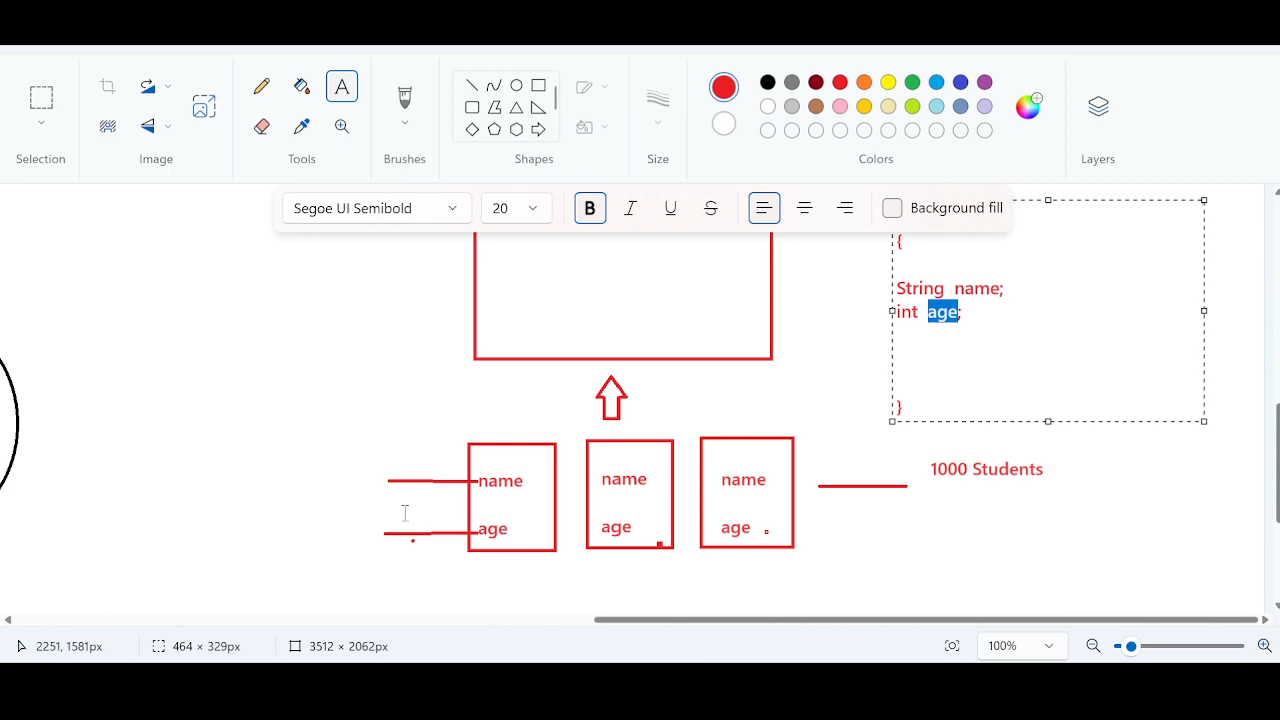 Selection
Image
Tools
Brushes
Shapes
Size
Colors
Layers
A
Segoe UI Semibold
20
B
I
U
S
Background fill
{
String name;
int age;
}
name
age
name
age
name
age
1000 Students
2251, 1581px
464 × 329px
3512 × 2062px
100%